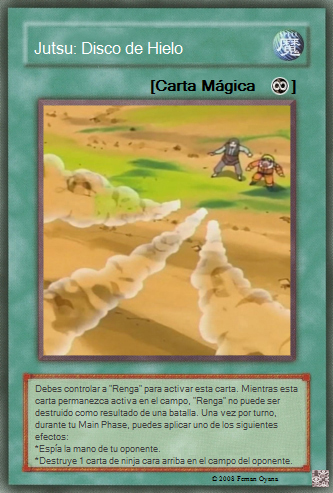 Jutsu: Disco de Hielo
魔
[Carta Mágica ∞]
Debes controlar a "Renga" para activar esta carta. Mientras esta
carta permanezca activa en el campo, "Renga" no puede ser
destruido como resultado de una batalla. Una vez por turno,
durante tu Main Phase, puedes aplicar uno de los siguientes
efectos:
*Espía la mano de tu oponente.
*Destruye 1 carta de ninja cara arriba en el campo del oponente.
© 2008 Ferran Oyana